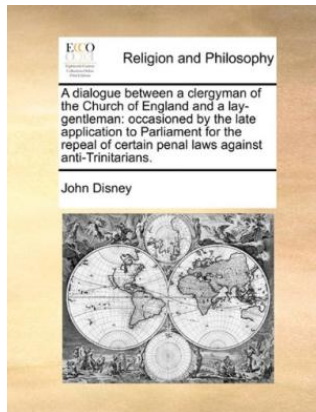 ECCO
Religion and Philosophy
A dialogue between a clergyman of
the Church of England and a lay-
gentleman: occasioned by the late
application to Parliament for the
repeal of certain penal laws against
anti-Trinitarians.
John Disney